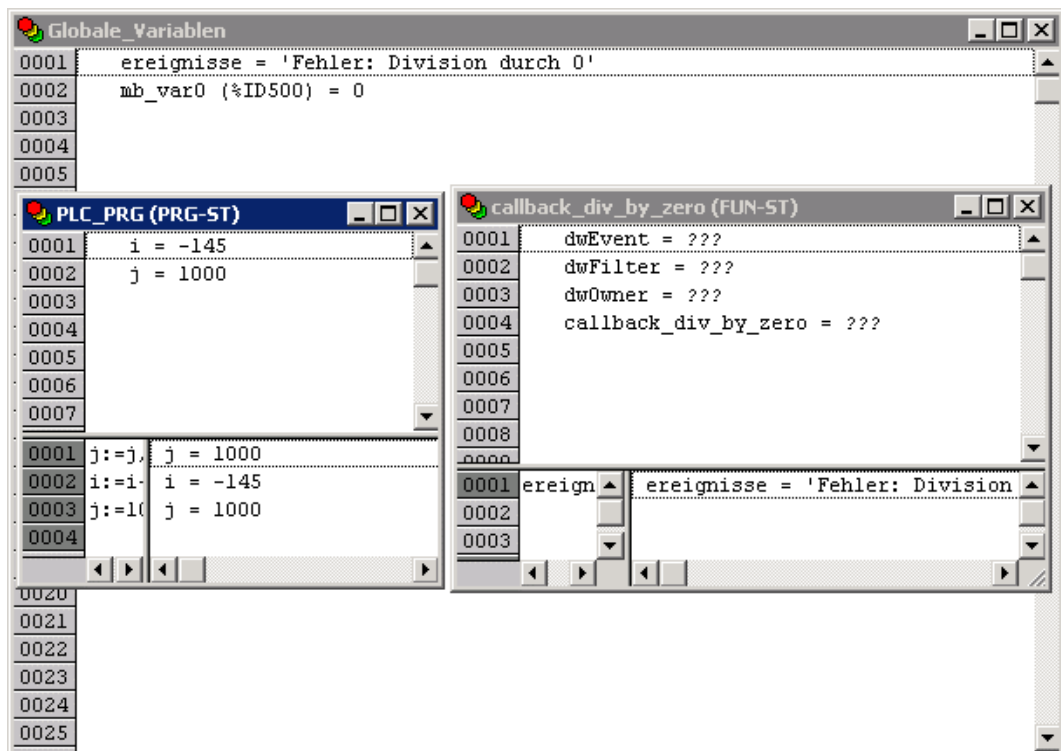 Globale_Variablen
0001 ereignisse = 'Fehler: Division durch 0'
0002 mb_var0 (%ID500) = 0
0003
0004
0005
PLC_PRG (PRG-ST)
0001 i = -145
0002 j = 1000
0003
0004
0005
0006
0007
0001 j:=j, j = 1000
0002 i:=i- i = -145
0003 j:=10 j = 1000
0004
callback_div_by_zero (FUN-ST)
0001 dwEvent = ???
0002 dwFilter = ???
0003 dwOwner = ???
0004 callback_div_by_zero = ???
0005
0006
0007
0008
0001 ereign ereignisse = 'Fehler: Division
0002
0003
0020
0021
0022
0023
0024
0025